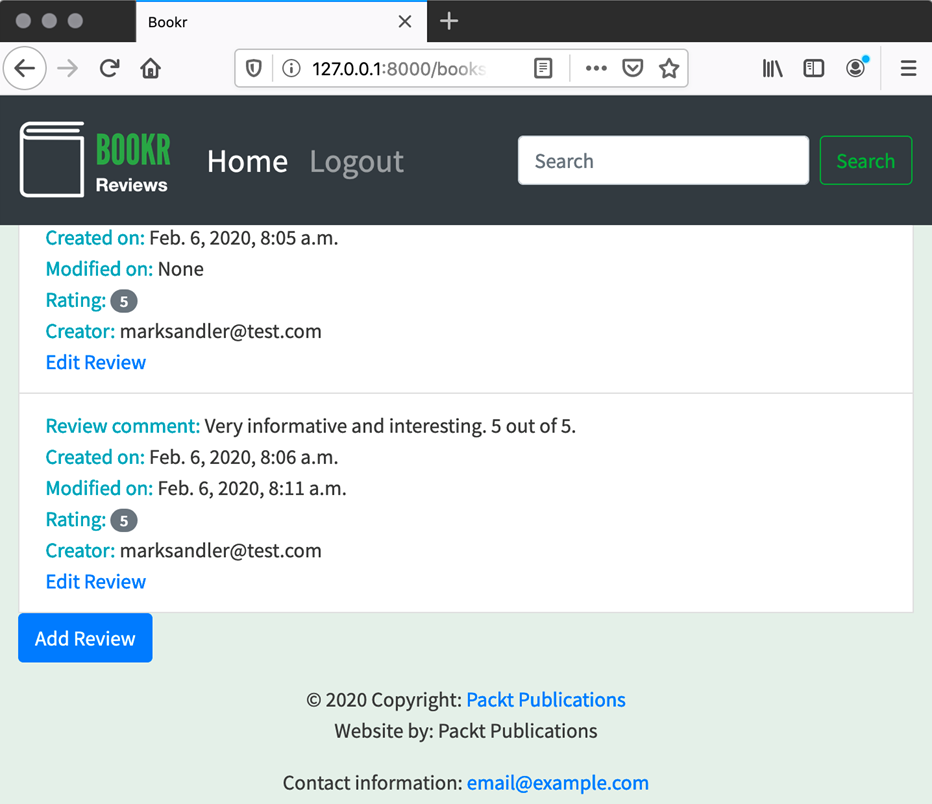 Bookr
127.0.0.1:8000/books
BOOKR
Reviews
Home Logout
Search
Search
Created on: Feb. 6, 2020, 8:05 a.m.
Modified on: None
Rating: 5
Creator: marksandler@test.com
Edit Review
Review comment: Very informative and interesting. 5 out of 5.
Created on: Feb. 6, 2020, 8:06 a.m.
Modified on: Feb. 6, 2020, 8:11 a.m.
Rating: 5
Creator: marksandler@test.com
Edit Review
Add Review
© 2020 Copyright: Packt Publications
Website by: Packt Publications
Contact information: email@example.com